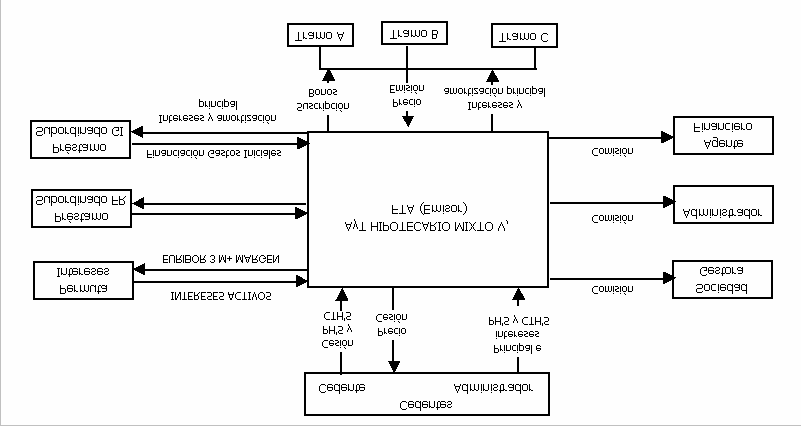 Tramo A
Tramo B
Tramo C
Suscripción
Bonos
Precio
Emisión
Intereses y
amortización principal
Intereses y amortización
principal
Préstamo
Subordinado GI
Financiación Gastos Iniciales
Comisión
Agente
Financiero
Préstamo
Subordinado FR
AyT HIPOTECARIO MIXTO V,
FTA (Emisor)
Comisión
Administrador
EURIBOR 3 M+ MARGEN
Permuta
Intereses
INTERESES ACTIVOS
Comisión
Sociedad
Gestora
Cesión
PH'S y
CTH'S
Precio
Cesión
Principal e
intereses
PH'S y CTH'S
Cedente
Administrador
Cedentes